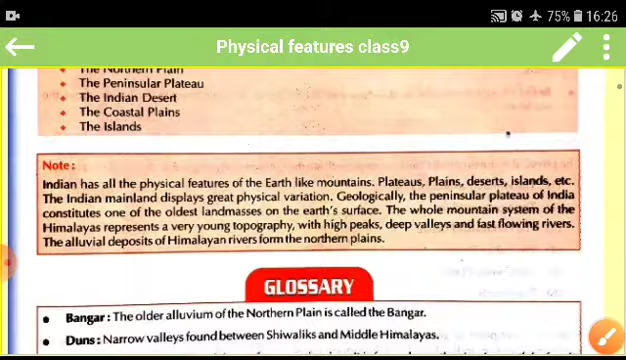 75% 16:26
Physical features class9
The Northern Plain
The Peninsular Plateau
The Indian Desert
The Coastal Plains
The Islands
Note :
Indian has all the physical features of the Earth like mountains. Plateaus, Plains, deserts, islands, etc.
The Indian mainland displays great physical variation. Geologically, the peninsular plateau of India
constitutes one of the oldest landmasses on the earth's surface. The whole mountain system of the
Himalayas represents a very young topography, with high peaks, deep valleys and fast flowing rivers.
The alluvial deposits of Himalayan rivers form the northern plains.
GLOSSARY
• Bangar : The older alluvium of the Northern Plain is called the Bangar.
• Duns : Narrow valleys found between Shiwaliks and Middle Himalayas.